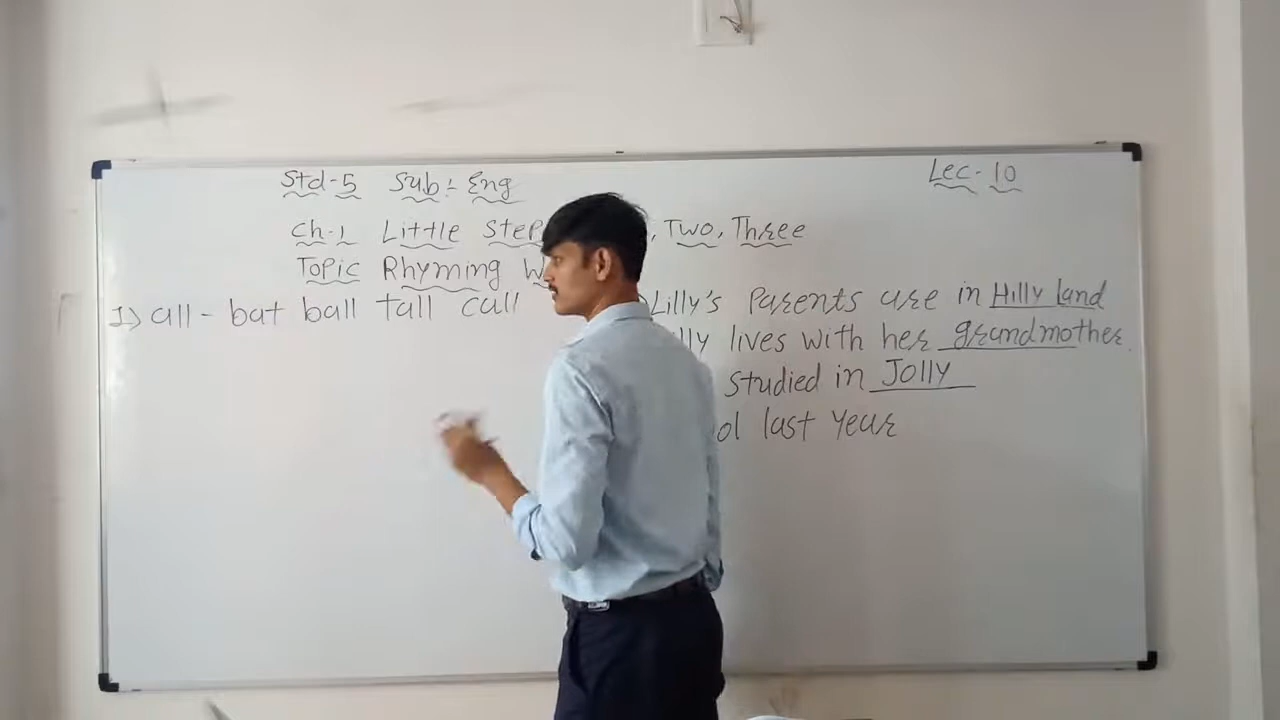 Std-5 Sub:- Eng
Lec-10
Ch-1 Little Step , Two, Three
Topic Rhyming W
1) all - bat ball tall call
Lilly's Parents are in Hilly land
lly lives with her grandmother.
studied in Jolly
ol last year